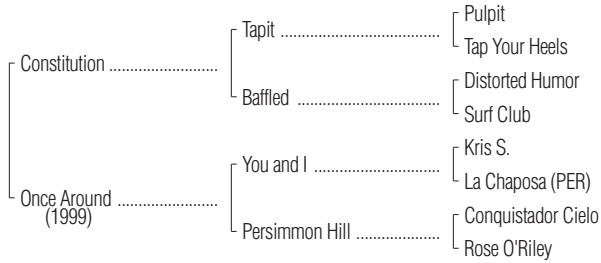 Pulpit
Tapit ..............................
Tap Your Heels
Constitution .....................
Distorted Humor
Baffled ...........................
Surf Club
Kris S.
You and I ........................
La Chaposa (PER)
Once Around ...................
(1999)
Conquistador Cielo
Persimmon Hill ................
Rose O'Riley